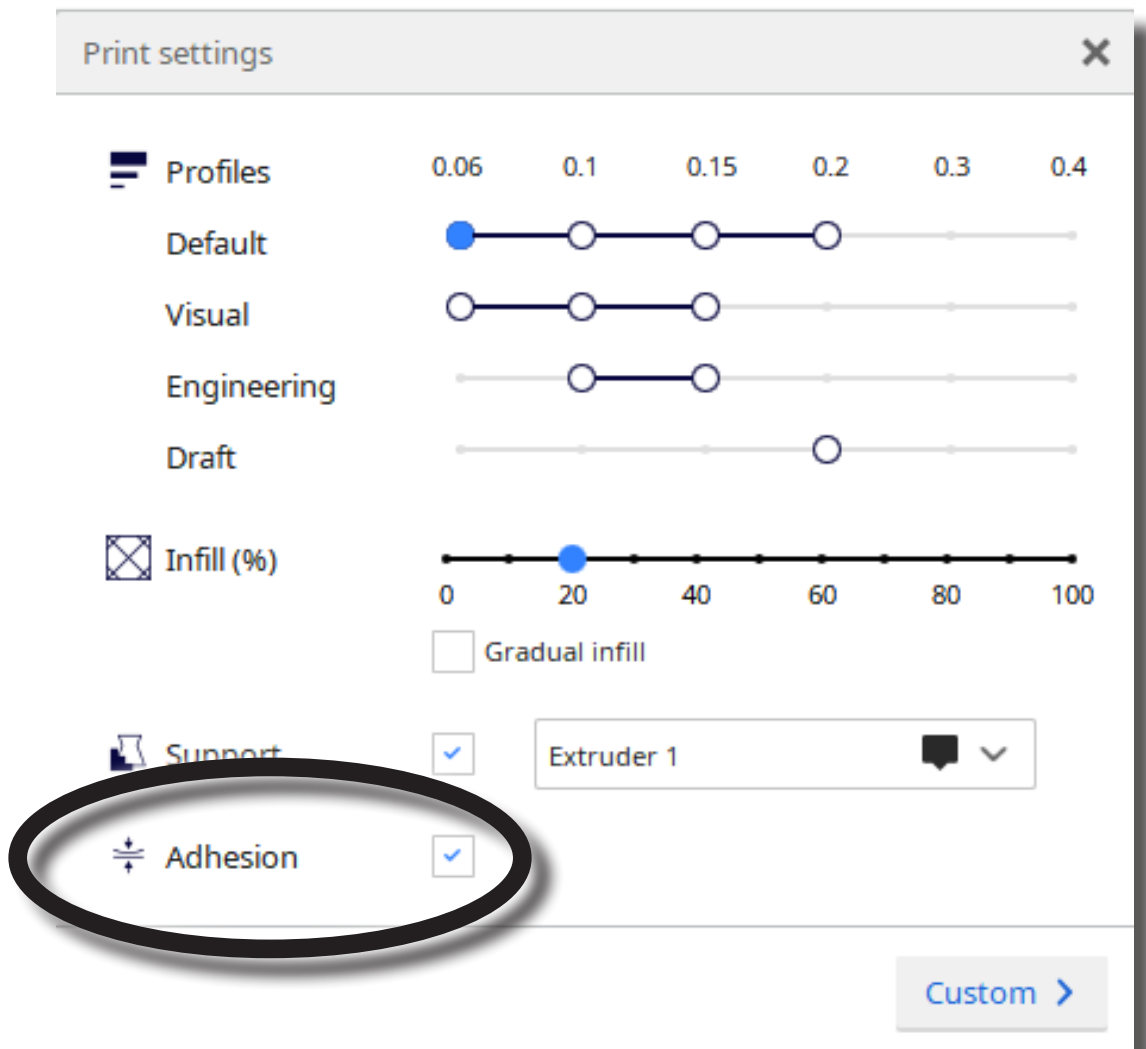 Print settings
Profiles 0.06 0.1 0.15 0.2 0.3 0.4
Default
Visual
Engineering
Draft
Infill (%)
0 20 40 60 80 100
Gradual infill
Support Extruder 1
Adhesion
Custom